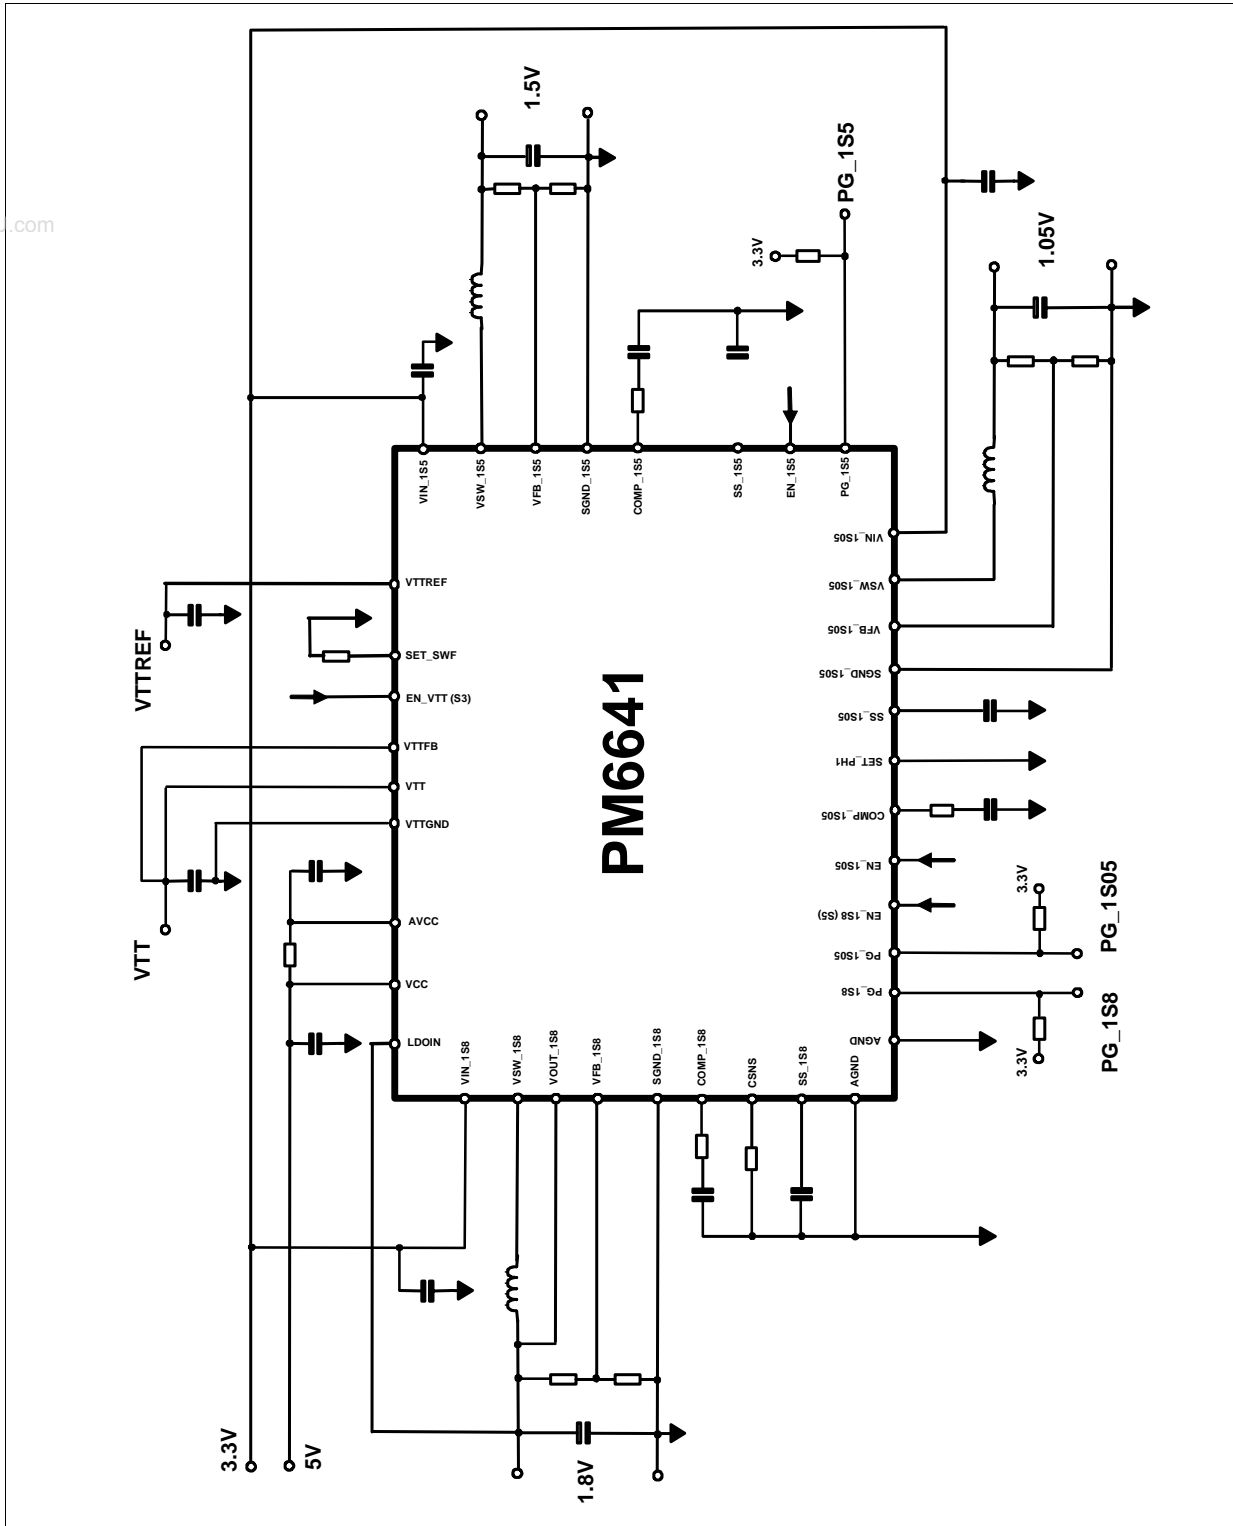 1.5V
PG_1S5
u.com
3.3V
1.05V
VIN_1S5
VSW_1S5
VFB_1S5
SGND_1S5
COMP_1S5
SS_1S5
EN_1S5
PG_1S5
VIN_1S05
VTTREF
VSW_1S05
VTTREF
VFB_1S05
SET_SWF
SGND_1S05
EN_VTT (S3)
SS_1S05
PM6641
VTTFB
SET_PH1
VTT
COMP_1S05
VTTGND
EN_1S05
3.3V
PG_1S05
EN_1S8 (S5)
AVCC
VTT
PG_1S05
VCC
PG_1S8
PG_1S8
LDOIN
AGND
3.3V
VIN_1S8
VSW_1S8
VOUT_1S8
VFB_1S8
SGND_1S8
COMP_1S8
CSNS
SS_1S8
AGND
3.3V
5V
1.8V